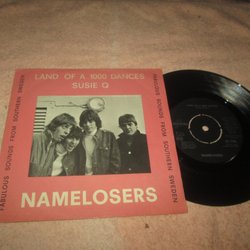 LAND OF A 1000 DANCES
SUSIE Q
FABULOUS SOUNDS FROM SOUTHERN SWEDEN
FABULOUS SOUNDS FROM SOUTHERN SWEDEN
NAMELOSERS